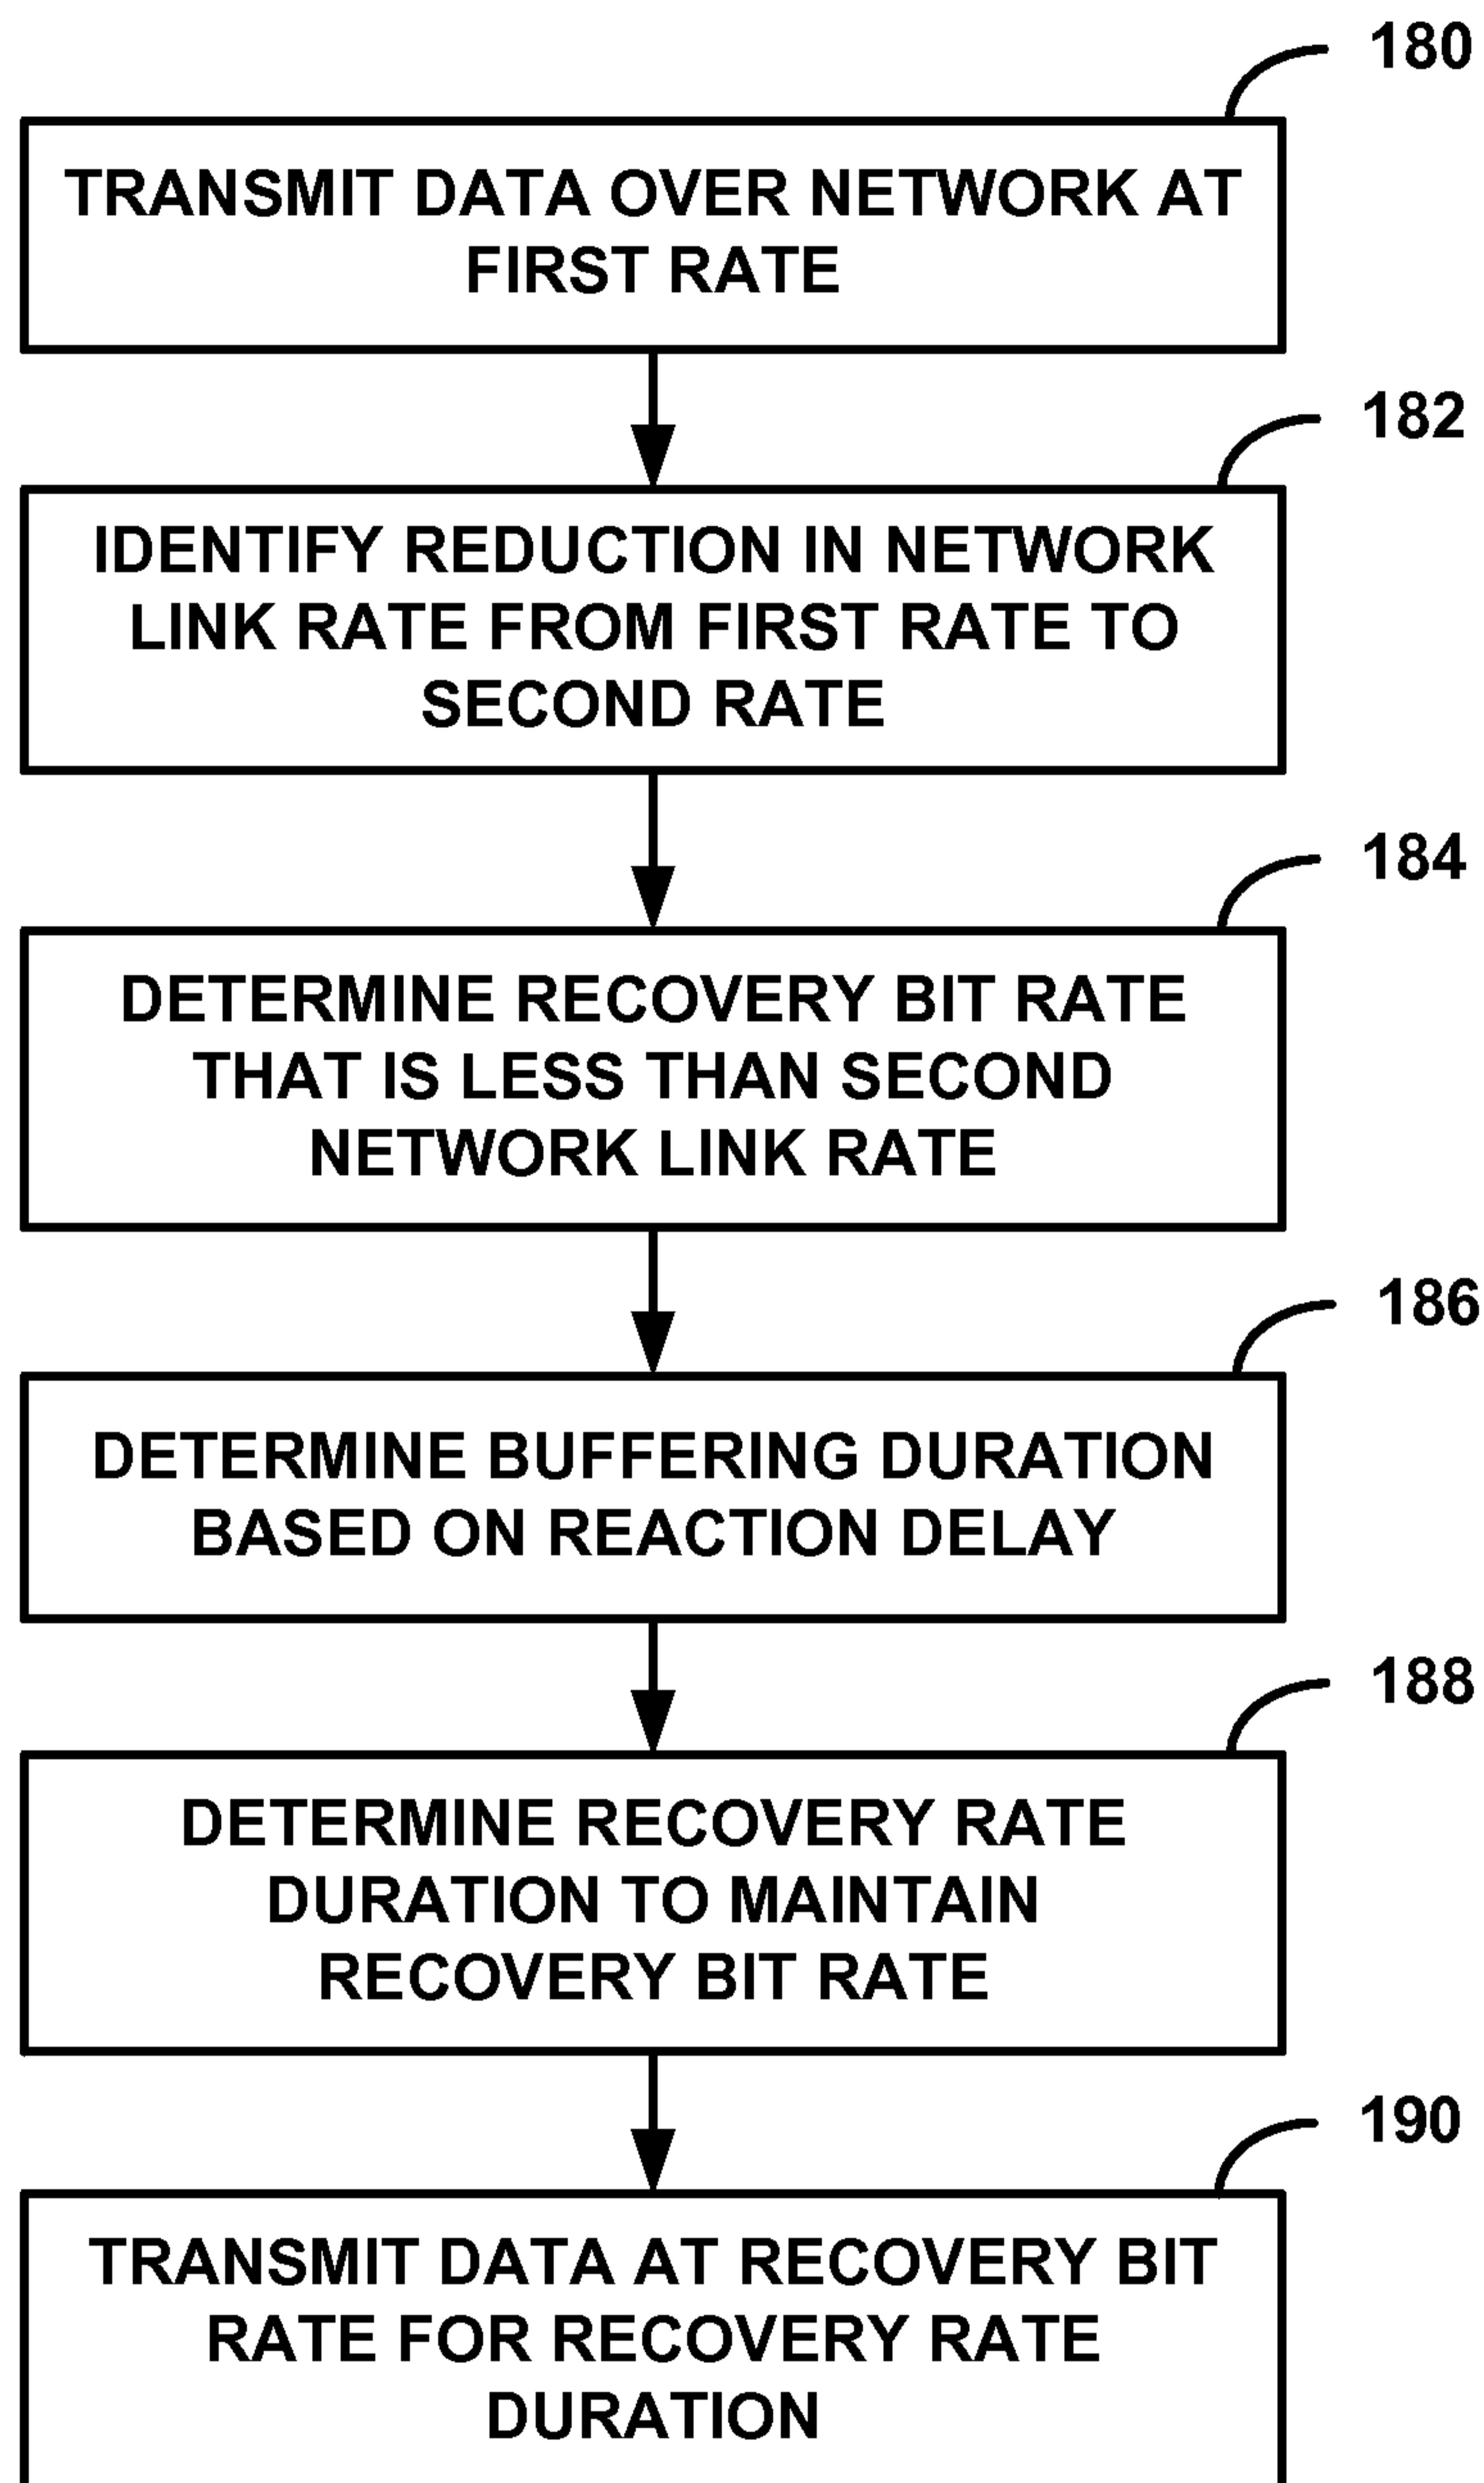 180
TRANSMIT DATA OVER NETWORK AT
FIRST RATE
182
IDENTIFY REDUCTION IN NETWORK
LINK RATE FROM FIRST RATE TO
SECOND RATE
184
DETERMINE RECOVERY BIT RATE
THAT IS LESS THAN SECOND
NETWORK LINK RATE
186
DETERMINE BUFFERING DURATION
BASED ON REACTION DELAY
188
DETERMINE RECOVERY RATE
DURATION TO MAINTAIN
RECOVERY BIT RATE
190
TRANSMIT DATA AT RECOVERY BIT
RATE FOR RECOVERY RATE
DURATION